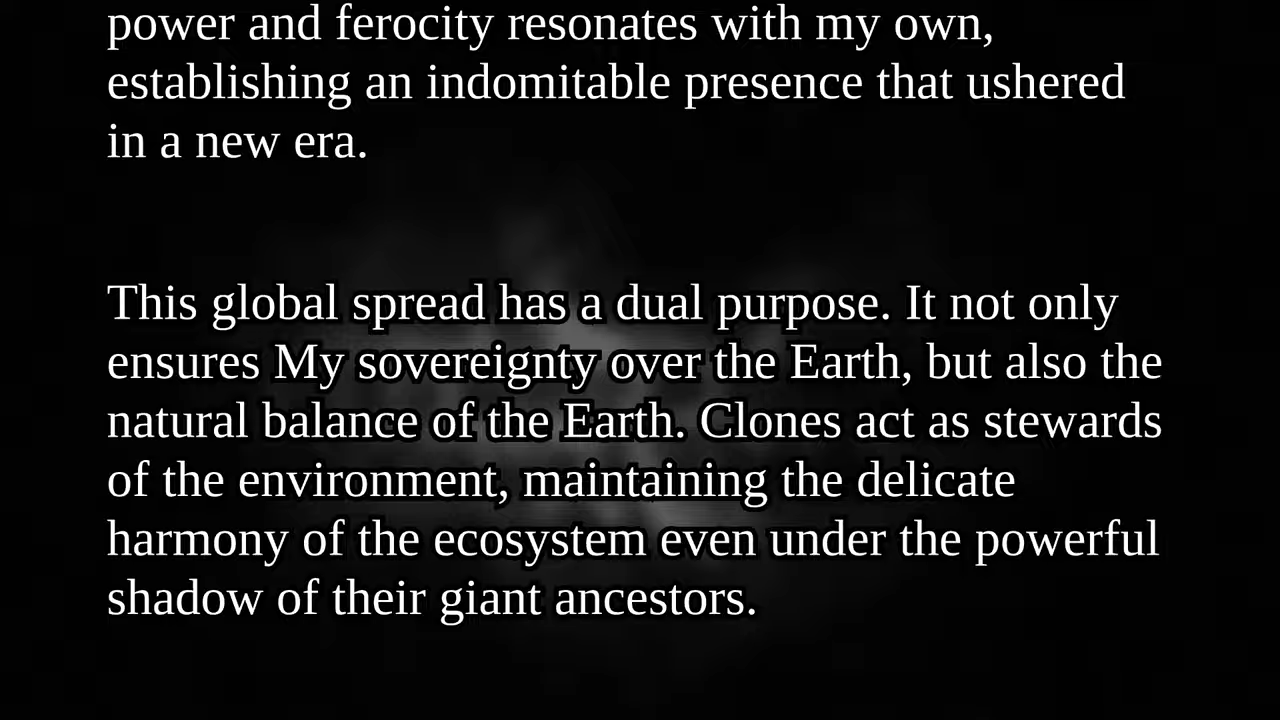 power and ferocity resonates with my own,
establishing an indomitable presence that ushered
in a new era.
This global spread has a dual purpose. It not only
ensures My sovereignty over the Earth, but also the
natural balance of the Earth. Clones act as stewards
of the environment, maintaining the delicate
harmony of the ecosystem even under the powerful
shadow of their giant ancestors.